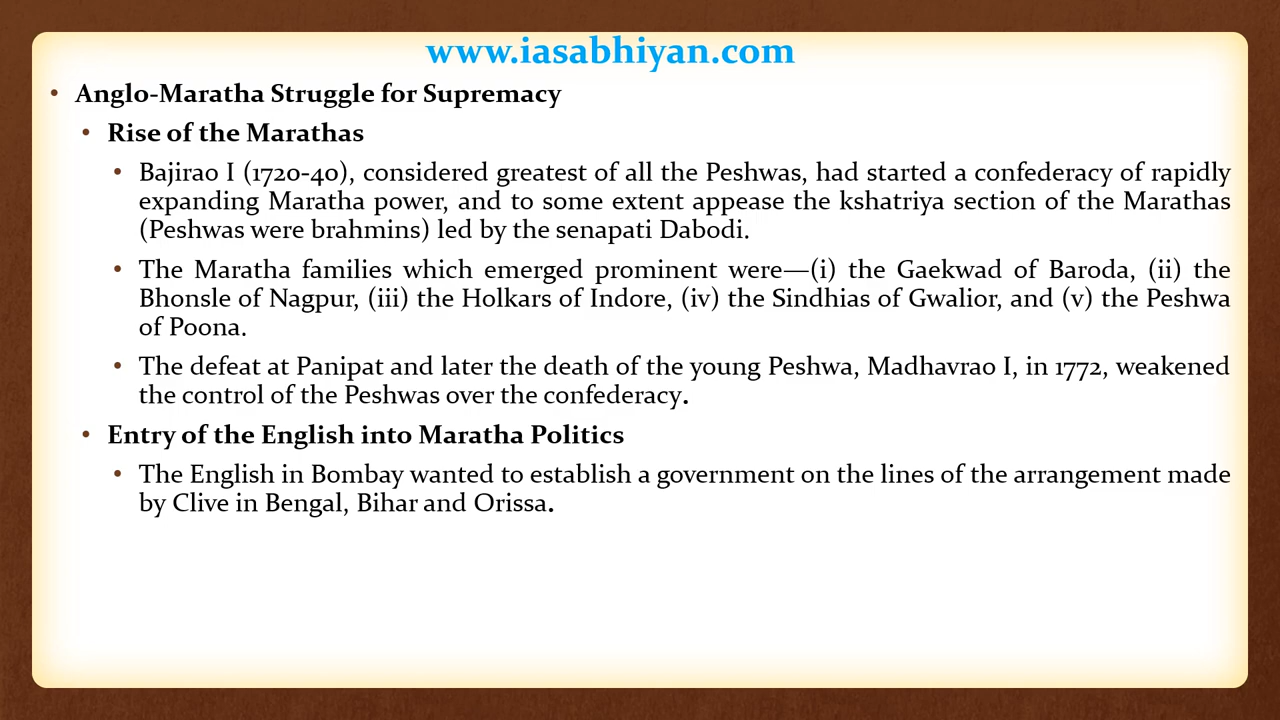 www.iasabhiyan.com
• Anglo-Maratha Struggle for Supremacy
• Rise of the Marathas
• Bajirao I (1720-40), considered greatest of all the Peshwas, had started a confederacy of rapidly
expanding Maratha power, and to some extent appease the kshatriya section of the Marathas
(Peshwas were brahmins) led by the senapati Dabodi.
• The Maratha families which emerged prominent were—(i) the Gaekwad of Baroda, (ii) the
Bhonsle of Nagpur, (iii) the Holkars of Indore, (iv) the Sindhias of Gwalior, and (v) the Peshwa
of Poona.
• The defeat at Panipat and later the death of the young Peshwa, Madhavrao I, in 1772, weakened
the control of the Peshwas over the confederacy.
• Entry of the English into Maratha Politics
• The English in Bombay wanted to establish a government on the lines of the arrangement made
by Clive in Bengal, Bihar and Orissa.